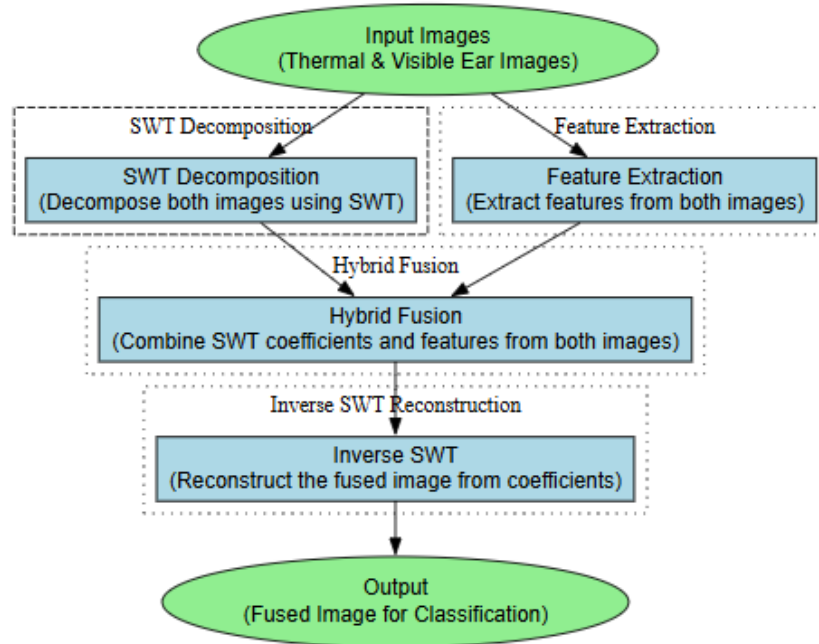 Input Images
(Thermal & Visible Ear Images)
SWT Decomposition
Feature Extraction
SWT Decomposition
(Decompose both images using SWT)
Feature Extraction
(Extract features from both images)
Hybrid Fusion
Hybrid Fusion
(Combine SWT coefficients and features from both images)
Inverse SWT Reconstruction
Inverse SWT
(Reconstruct the fused image from coefficients)
Output
(Fused Image for Classification)